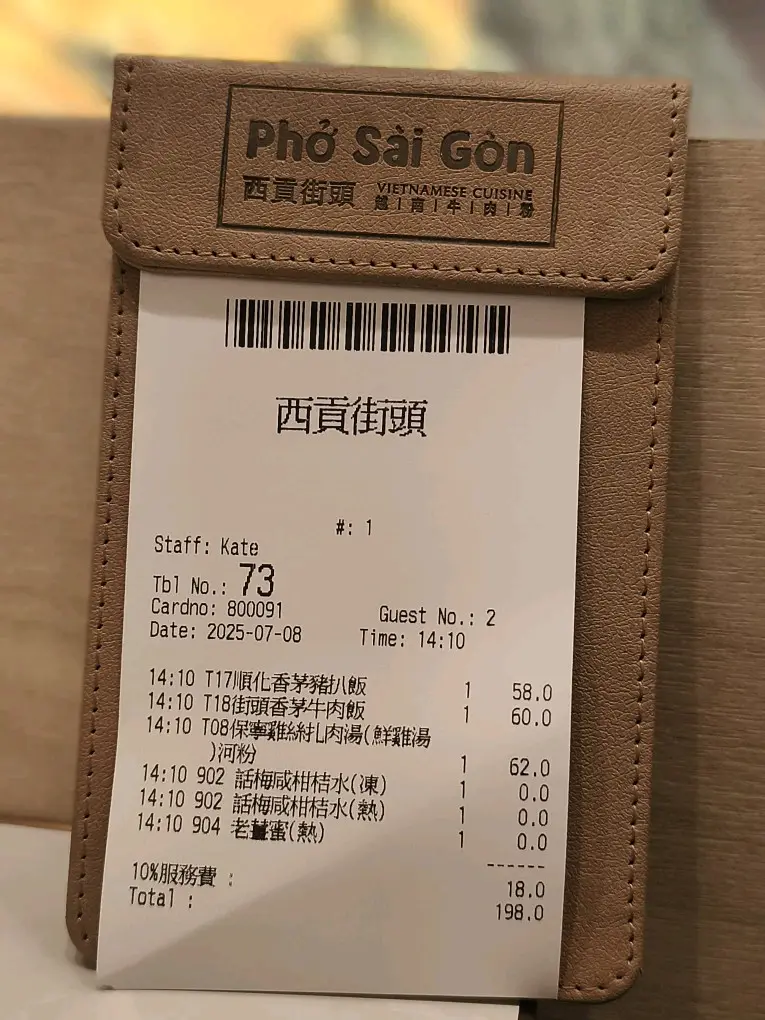 Phở Sài Gòn
西貢街頭 VIETNAMESE CUISINE
越|南|牛|肉|粉
西貢街頭
#: 1
Staff: Kate
Tbl No.: 73
Cardno: 800091 Guest No.: 2
Date: 2025-07-08 Time: 14:10
14:10 T17順化香茅豬扒飯 1 58.0
14:10 T18街頭香茅牛肉飯 1 60.0
14:10 T08保寧雞絲扎肉湯(鮮雞湯
)河粉 1 62.0
14:10 902 話梅咸柑桔水(凍) 1 0.0
14:10 902 話梅咸柑桔水(熱) 1 0.0
14:10 904 老薑蜜(熱) 1 0.0
------
10%服務費 : 18.0
Total : 198.0